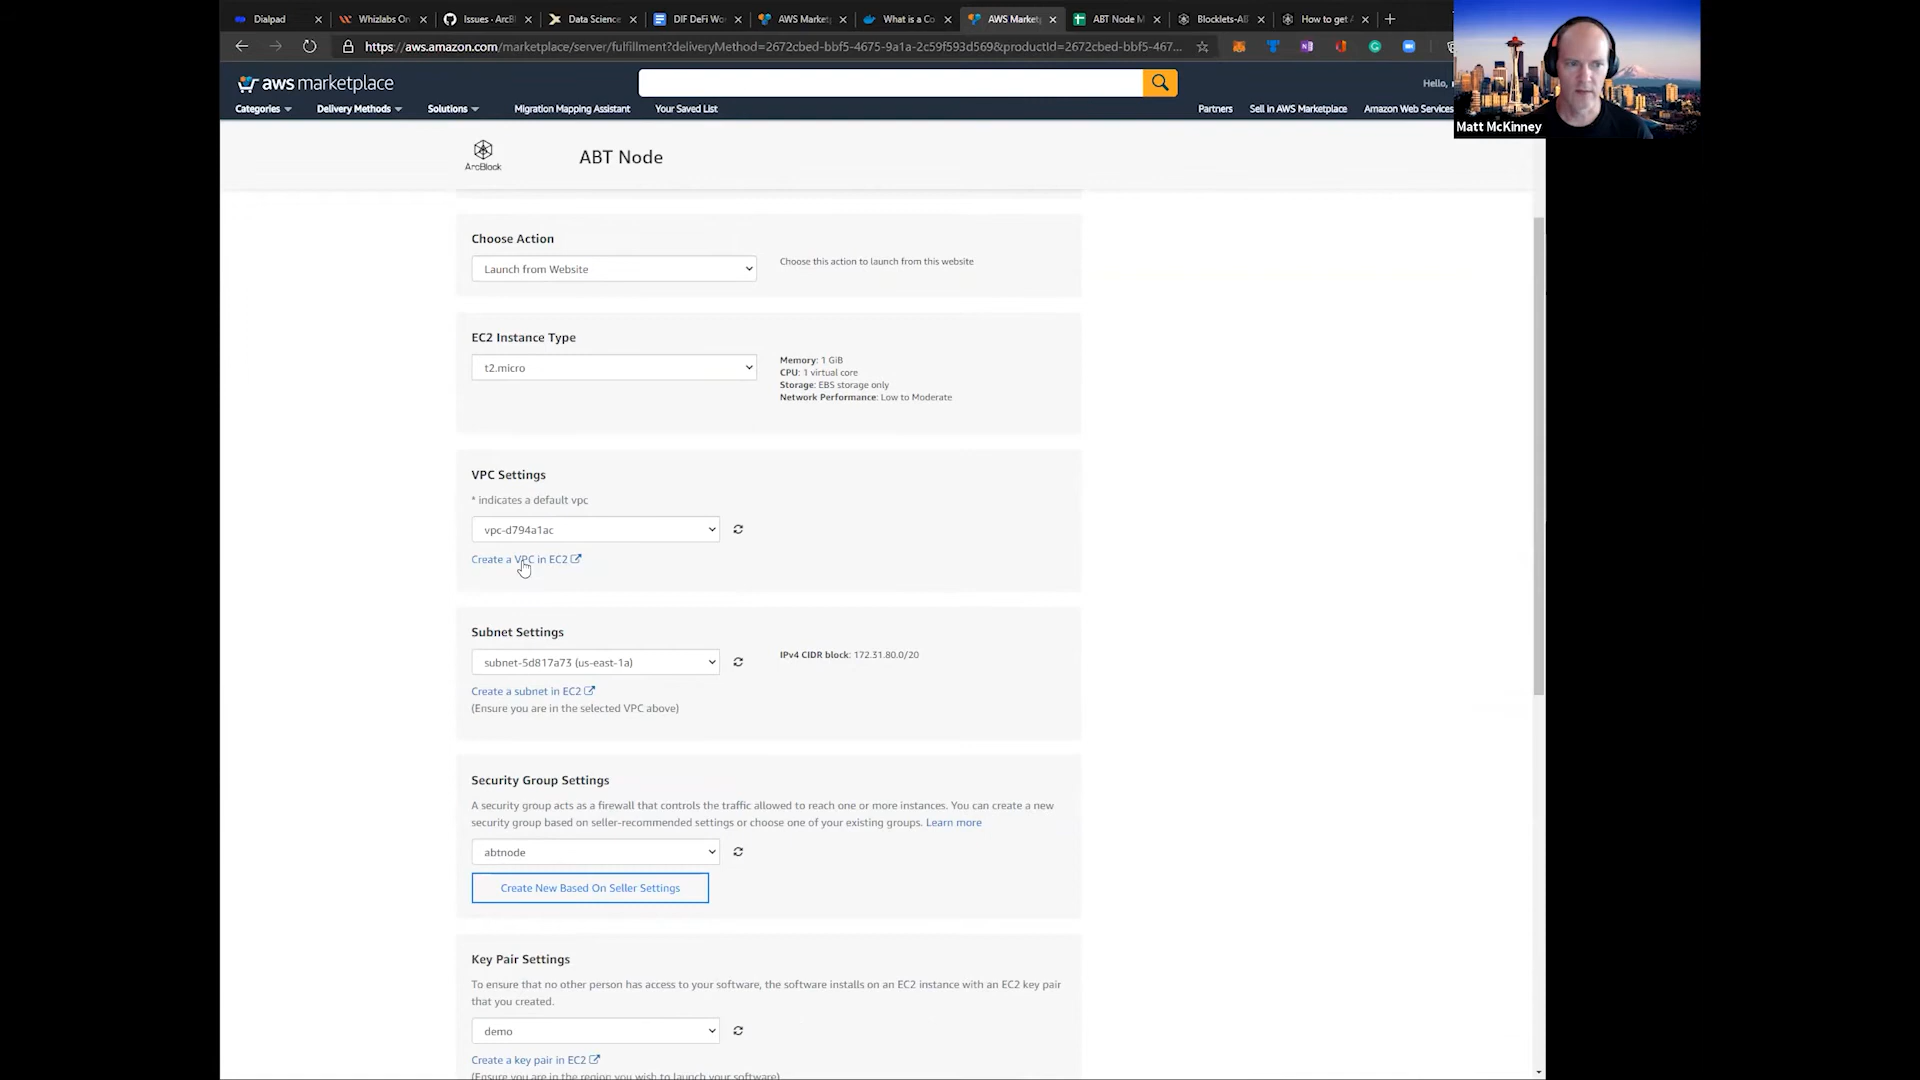 Dialpad
Whizlabs On
Issues · ArcBl
Data Science
DIF DeFi Wo
AWS Market
What is a Co
AWS Market
ABT Node M
Blocklets-AB
How to get A
https://aws.amazon.com/marketplace/server/fulfillment?deliveryMethod=2672cbed-bbf5-4675-9a1a-2c59f593d569&productId=2672cbed-bbf5-467...
aws marketplace
Hello,
Categories
Delivery Methods
Solutions
Migration Mapping Assistant
Your Saved List
Partners
Sell in AWS Marketplace
Amazon Web Services
Matt McKinney
ArcBlock
ABT Node
Choose Action
Launch from Website
Choose this action to launch from this website
EC2 Instance Type
t2.micro
Memory: 1 GiB
CPU: 1 virtual core
Storage: EBS storage only
Network Performance: Low to Moderate
VPC Settings
* indicates a default vpc
vpc-d794a1ac
Create a VPC in EC2
Subnet Settings
subnet-5d817a73 (us-east-1a)
IPv4 CIDR block: 172.31.80.0/20
Create a subnet in EC2
(Ensure you are in the selected VPC above)
Security Group Settings
A security group acts as a firewall that controls the traffic allowed to reach one or more instances. You can create a new
security group based on seller-recommended settings or choose one of your existing groups. Learn more
abtnode
Create New Based On Seller Settings
Key Pair Settings
To ensure that no other person has access to your software, the software installs on an EC2 instance with an EC2 key pair
that you created.
demo
Create a key pair in EC2
(Ensure you are in the region you wish to launch your software)